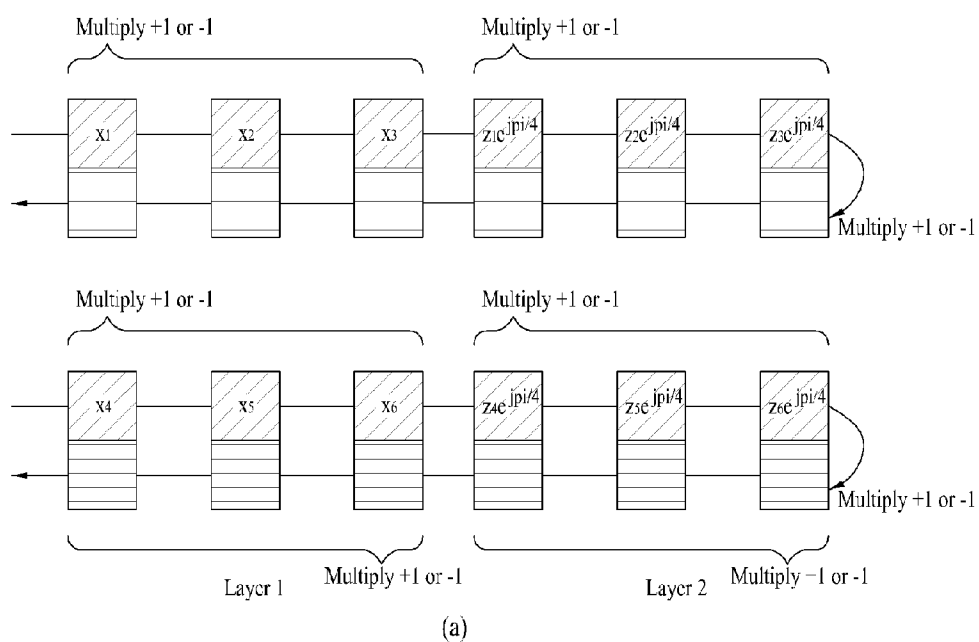 Multiply +1 or -1 Multiply +1 or -1
x1 x2 x3 z1e jpi/4 z2e jpi/4 z3e jpi/4
Multiply +1 or -1
Multiply +1 or -1 Multiply +1 or -1
x4 x5 x6 z4e jpi/4 z5e jpi/4 z6e jpi/4
Multiply +1 or -1
Layer 1 Multiply +1 or -1 Layer 2 Multiply −1 or -1
(a)